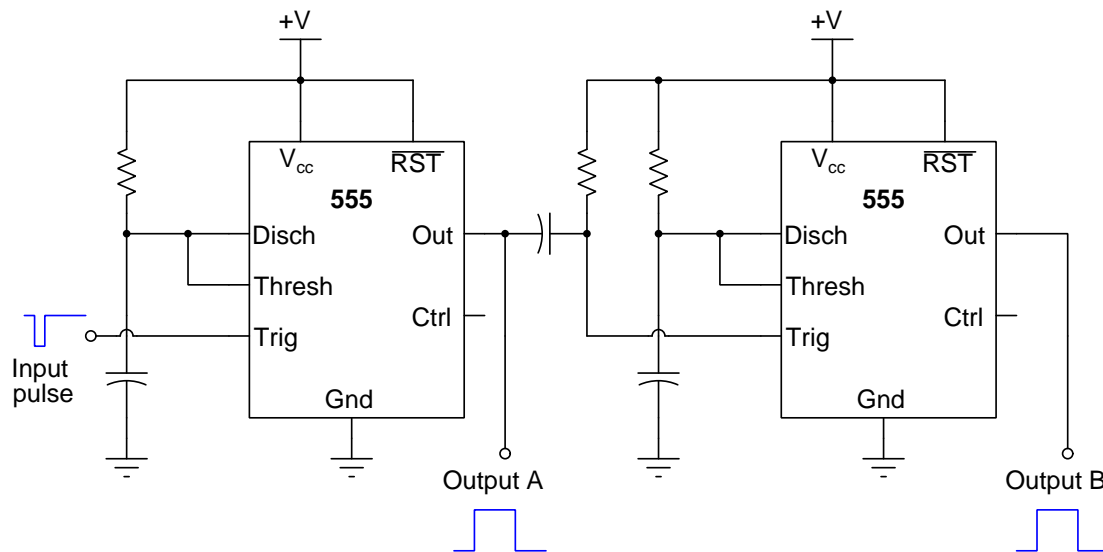 +V
+V
Vcc
RST
555
Disch
Out
Thresh
Ctrl
Trig
Gnd
Vcc
RST
555
Disch
Out
Thresh
Ctrl
Trig
Gnd
Input
pulse
Output A
Output B